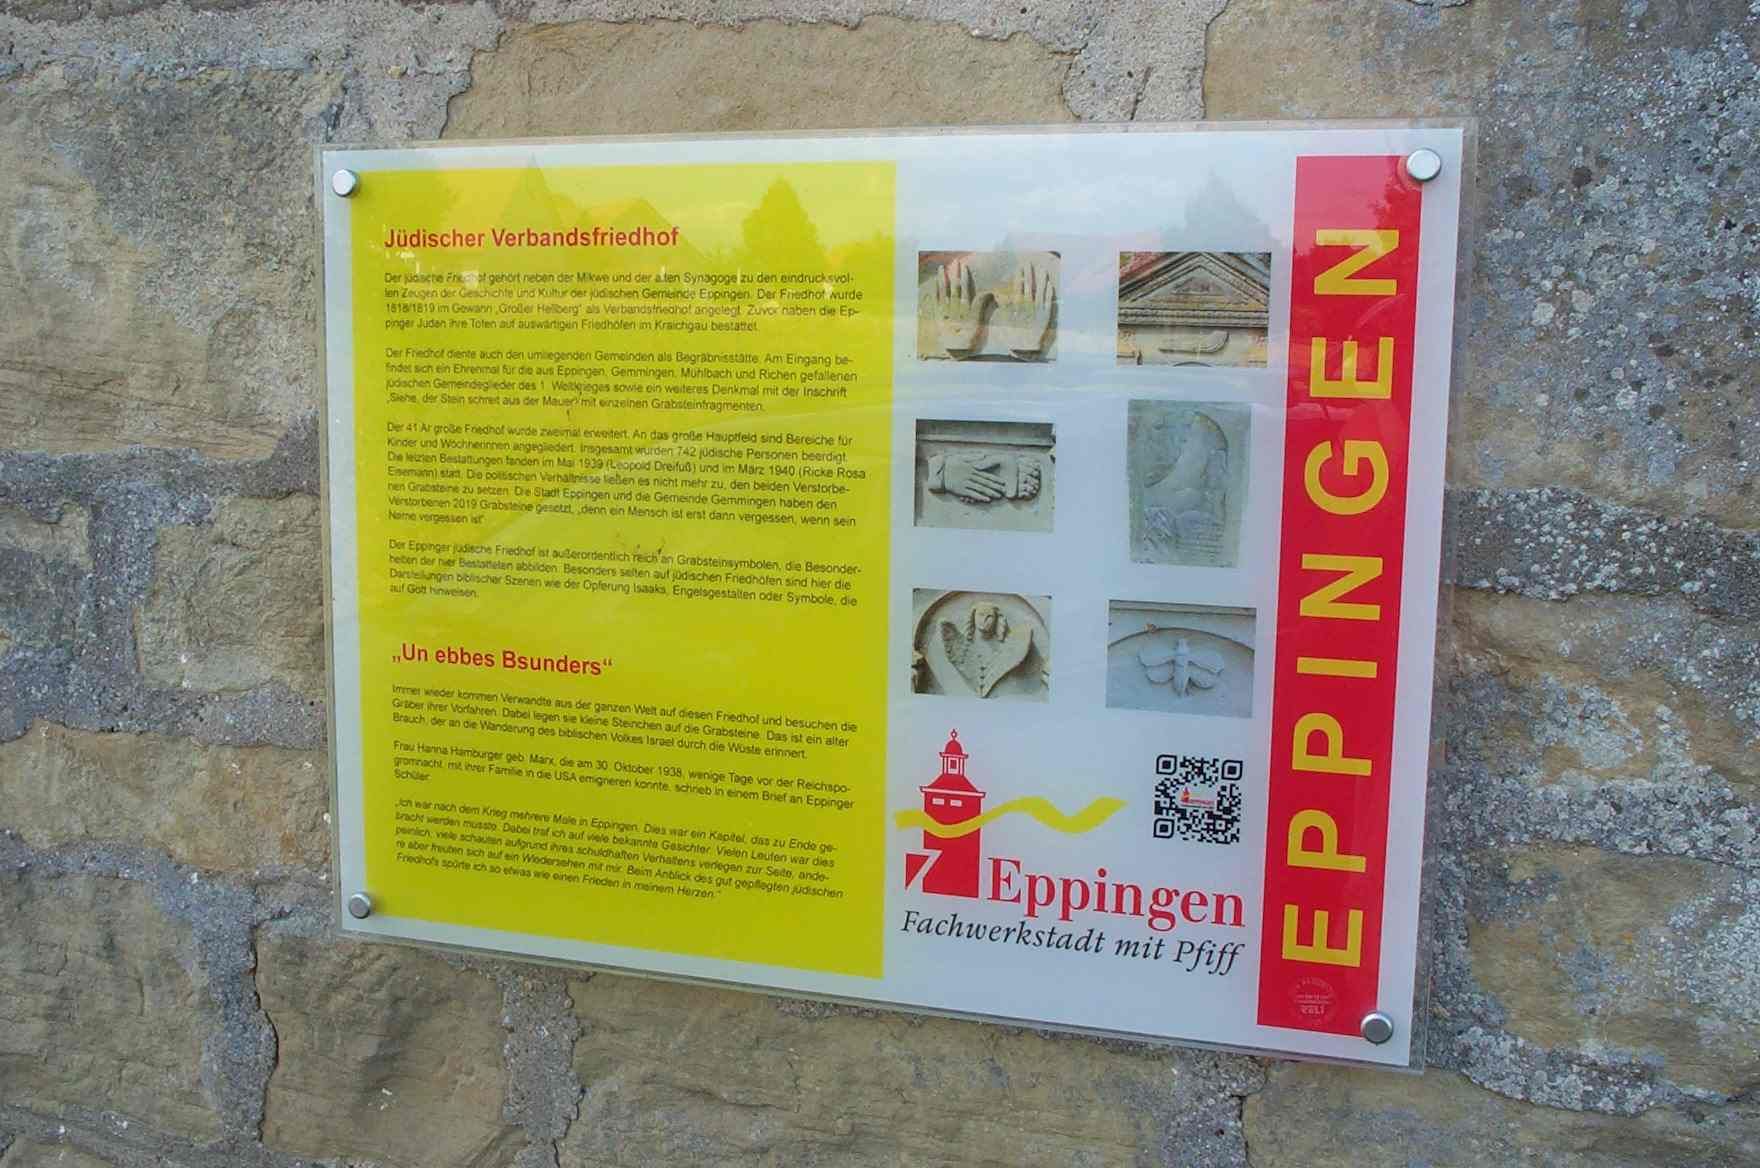 Jüdischer Verbandsfriedhof
Der jüdische Friedhof gehört neben der Mikwe und der alten Synagoge zu den eindrucksvol-
len Zeugen der Geschichte und Kultur der jüdischen Gemeinde Eppingen. Der Friedhof wurde
1818/1819 im Gewann „Großer Hellberg“ als Verbandsfriedhof angelegt. Zuvor haben die Ep-
pinger Juden ihre Toten auf auswärtigen Friedhöfen im Kraichgau bestattet.
Der Friedhof diente auch den umliegenden Gemeinden als Begräbnisstätte. Am Eingang be-
findet sich ein Ehrenmal für die aus Eppingen, Gemmingen, Mühlbach und Richen gefallenen
jüdischen Gemeindeglieder des 1. Weltkrieges sowie ein weiteres Denkmal mit der Inschrift
„Siehe, der Stein schreit aus der Mauer“ mit einzelnen Grabsteinfragmenten.
Der 41 Ar große Friedhof wurde zweimal erweitert. An das große Hauptfeld sind Bereiche für
Kinder und Wöchnerinnen angegliedert. Insgesamt wurden 742 jüdische Personen beerdigt.
Die letzten Bestattungen fanden im Mai 1939 (Leopold Dreifuß) und im März 1940 (Ricke Rosa
Eisemann) statt. Die politischen Verhältnisse ließen es nicht mehr zu, den beiden Verstorbe-
nen Grabsteine zu setzen. Die Stadt Eppingen und die Gemeinde Gemmingen haben den
Verstorbenen 2019 Grabsteine gesetzt, „denn ein Mensch ist erst dann vergessen, wenn sein
Name vergessen ist“
Der Eppinger jüdische Friedhof ist außerordentlich reich an Grabsteinsymbolen, die Besonder-
heiten der hier Bestatteten abbilden. Besonders selten auf jüdischen Friedhöfen sind hier die
Darstellungen biblischer Szenen wie der Opferung Isaaks, Engelsgestalten oder Symbole, die
auf Gott hinweisen.
„Un ebbes Bsunders“
Immer wieder kommen Verwandte aus der ganzen Welt auf diesen Friedhof und besuchen die
Gräber ihrer Vorfahren. Dabei legen sie kleine Steinchen auf die Grabsteine. Das ist ein alter
Brauch, der an die Wanderung des biblischen Volkes Israel durch die Wüste erinnert.
Frau Hanna Hamburger geb. Marx, die am 30. Oktober 1938, wenige Tage vor der Reichspo-
gromnacht, mit ihrer Familie in die USA emigrieren konnte, schrieb in einem Brief an Eppinger
Schüler:
„Ich war nach dem Krieg mehrere Male in Eppingen. Dies war ein Kapitel, das zu Ende ge-
bracht werden musste. Dabei traf ich auf viele bekannte Gesichter. Vielen Leuten war dies
peinlich, viele schauten aufgrund ihres schuldhaften Verhaltens verlegen zur Seite, ande-
re aber freuten sich auf ein Wiedersehen mit mir. Beim Anblick des gut gepflegten jüdischen
Friedhofs spürte ich so etwas wie einen Frieden in meinem Herzen.“
Eppingen
Fachwerkstadt mit Pfiff
EPPINGEN